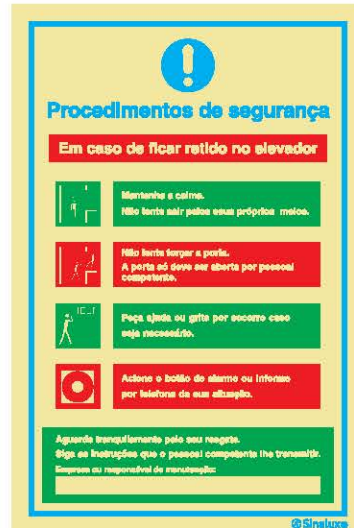 Procedimentos de segurança
Em caso de ficar retido no elevador
Mantenha a calma.
Não tente sair pelos seus próprios meios.
Não tente forçar a porta.
A porta só deve ser aberta por pessoal
competente.
Peça ajuda ou grite por socorro caso
seja necessário.
Actione o botão de alarme ou informe
por telefone da sua situação.
Aguarde tranquilamente pelo seu resgate.
Siga as instruções que o pessoal competente lhe transmitir.
Empresa ou responsável de manutenção:
Sinalux